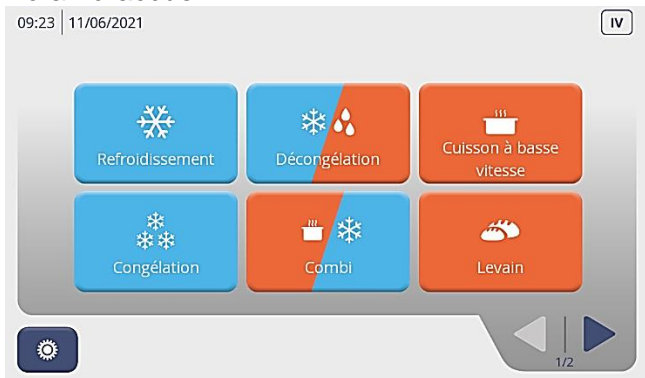 09:23 11/06/2021
IV
Refroidissement
Décongélation
Cuisson à basse
vitesse
Congélation
Combi
Levain
1/2